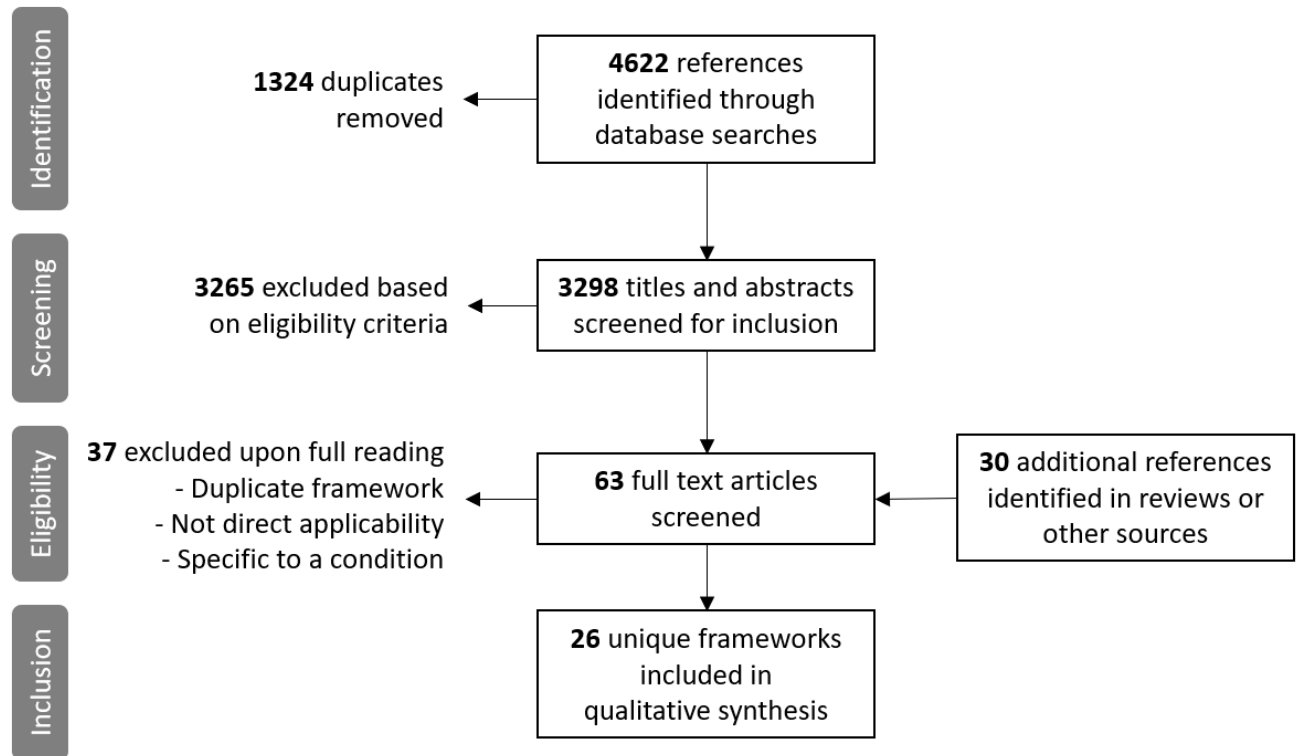 Identification
1324 duplicates
removed
4622 references
identified through
database searches
Screening
3265 excluded based
on eligibility criteria
3298 titles and abstracts
screened for inclusion
Eligibility
37 excluded upon full reading
- Duplicate framework
- Not direct applicability
- Specific to a condition
63 full text articles
screened
30 additional references
identified in reviews or
other sources
Inclusion
26 unique frameworks
included in
qualitative synthesis